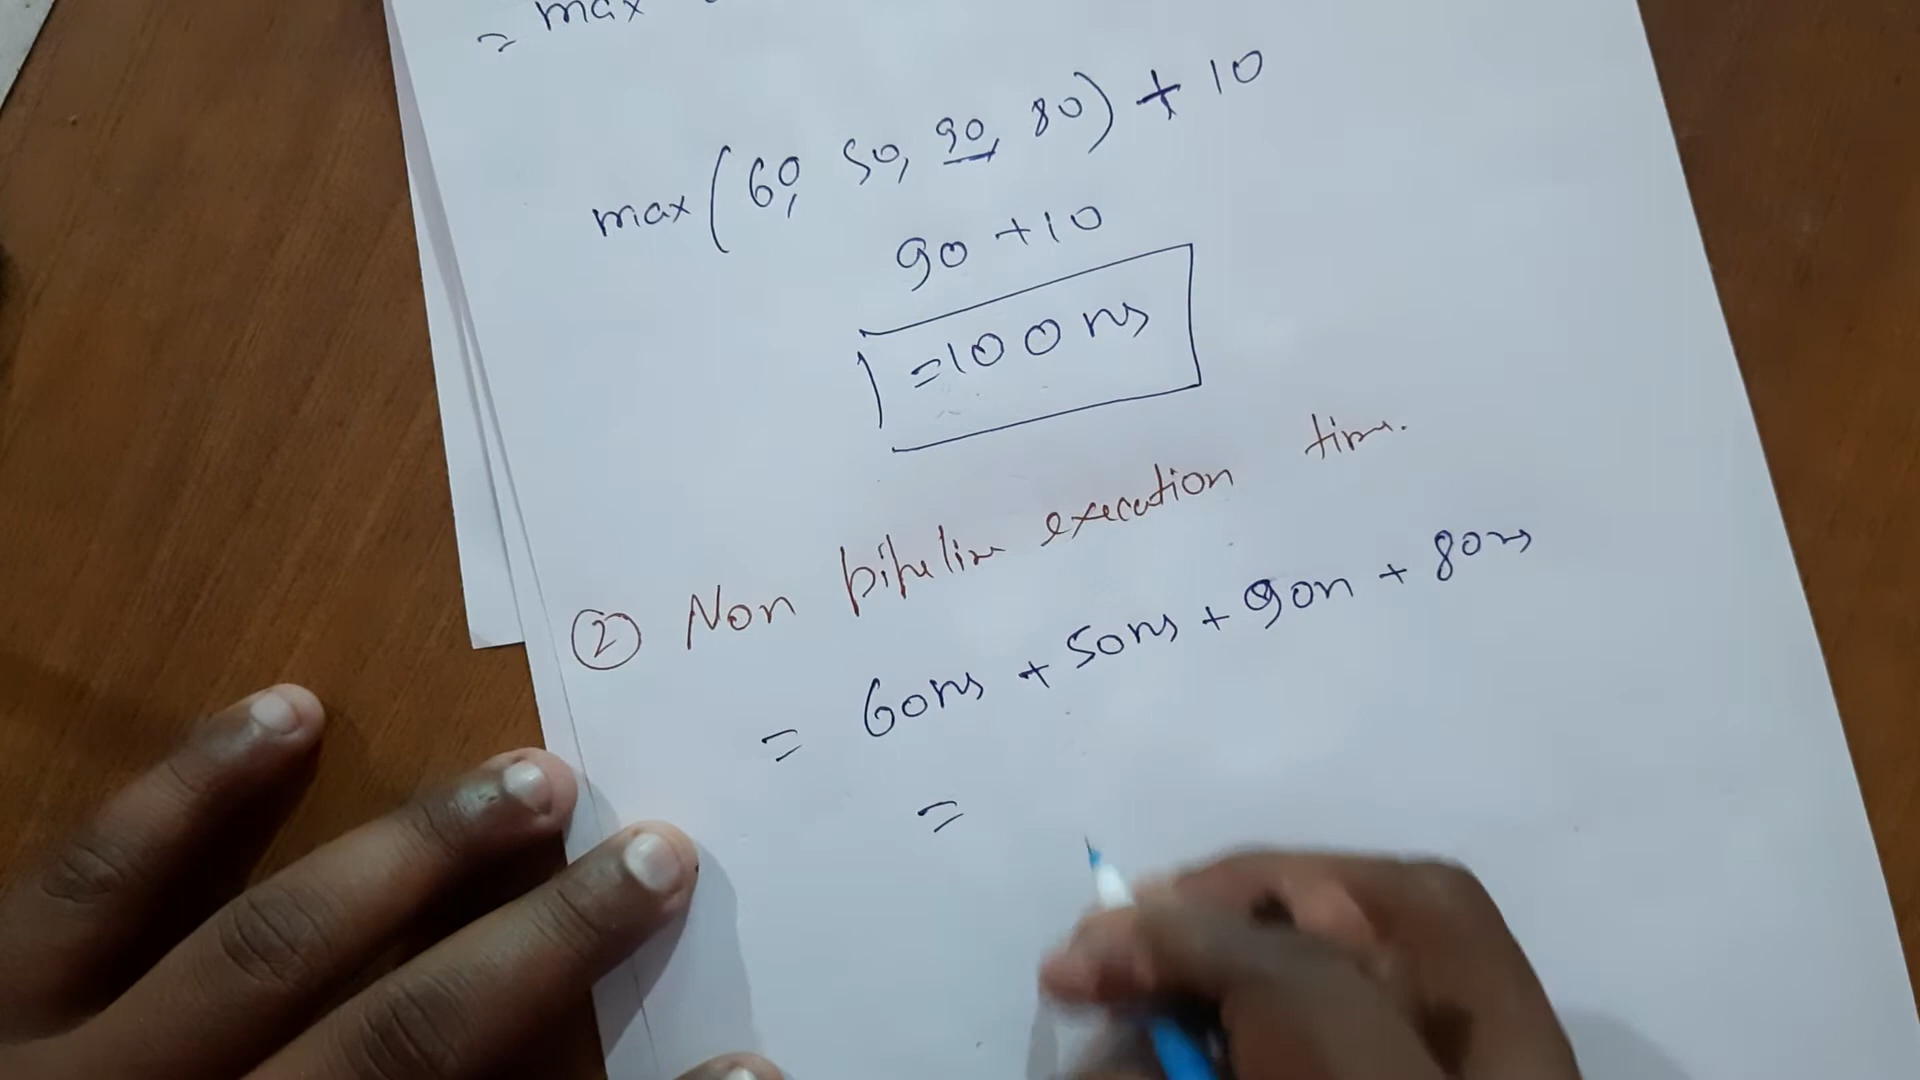 = max
max (60, 50, 90, 80) + 10
90 + 10
= 100 ns
② Non pipeline execution time.
= 60ns + 50ns + 90n + 80ns
=